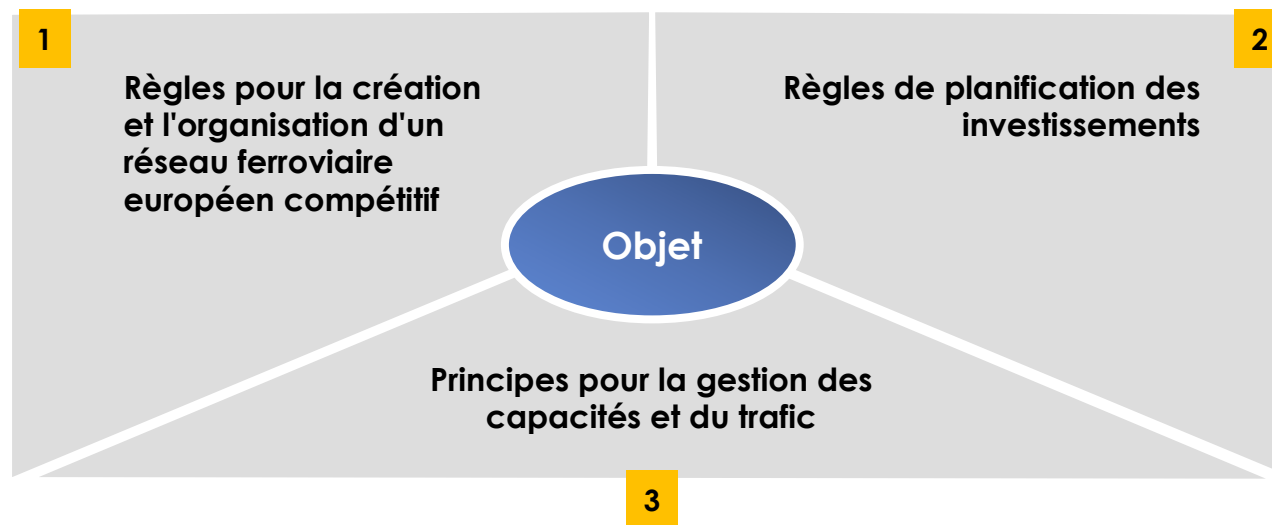 1
Règles pour la création
et l'organisation d'un
réseau ferroviaire
européen compétitif
2
Règles de planification des
investissements
Objet
Principes pour la gestion des
capacités et du trafic
3